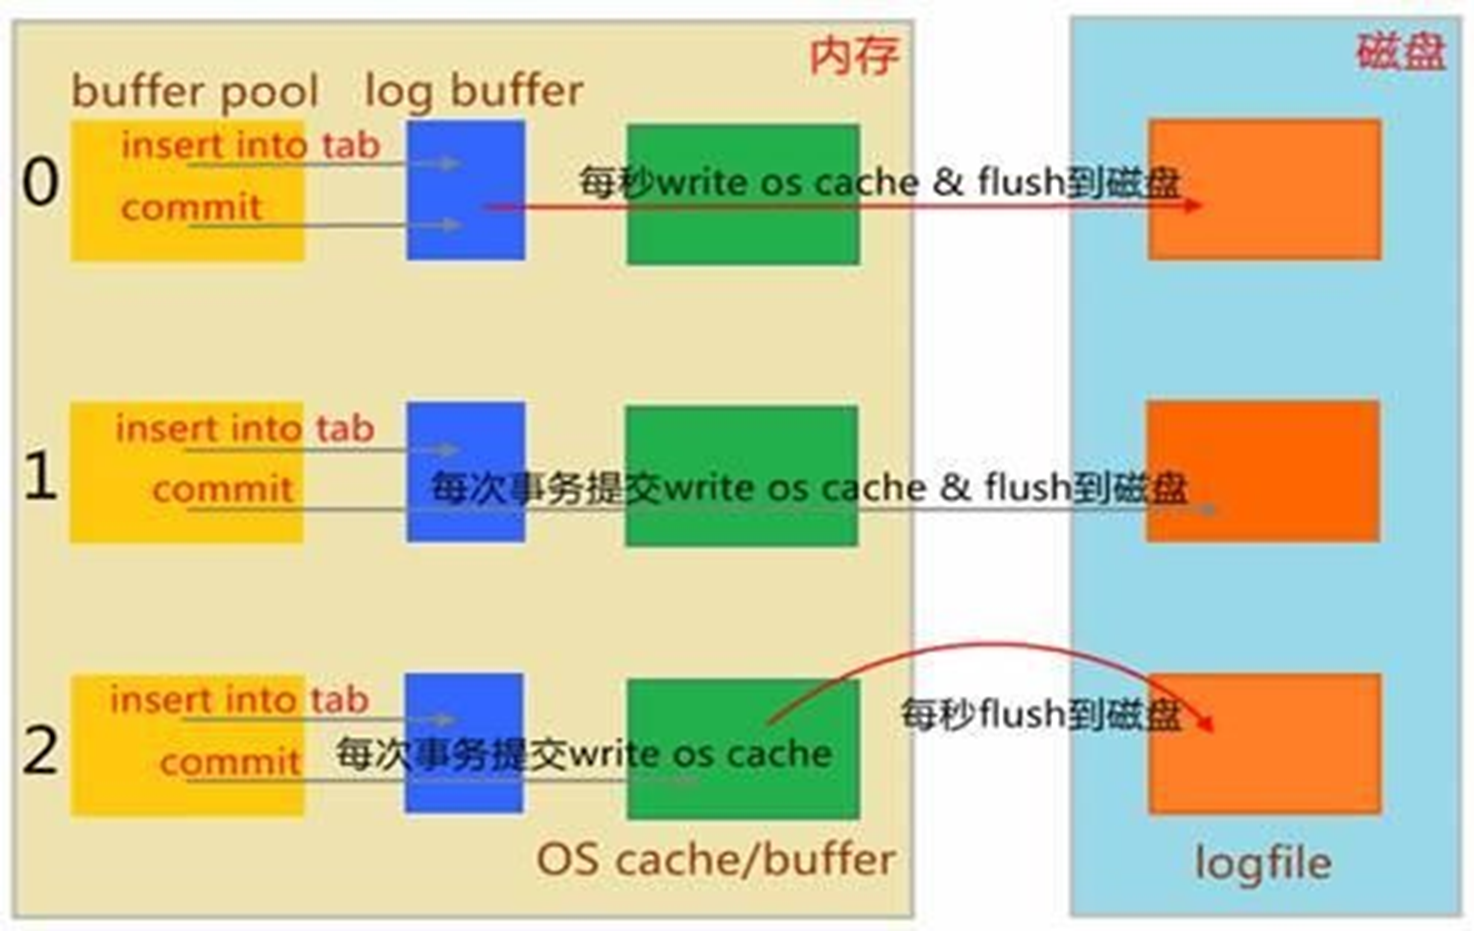 内存
磁盘
buffer pool
log buffer
0
insert into tab
commit
每秒write os cache & flush到磁盘
1
insert into tab
commit
每次事务提交write os cache & flush到磁盘
2
insert into tab
commit
每次事务提交write os cache
每秒flush到磁盘
OS cache/buffer
logfile